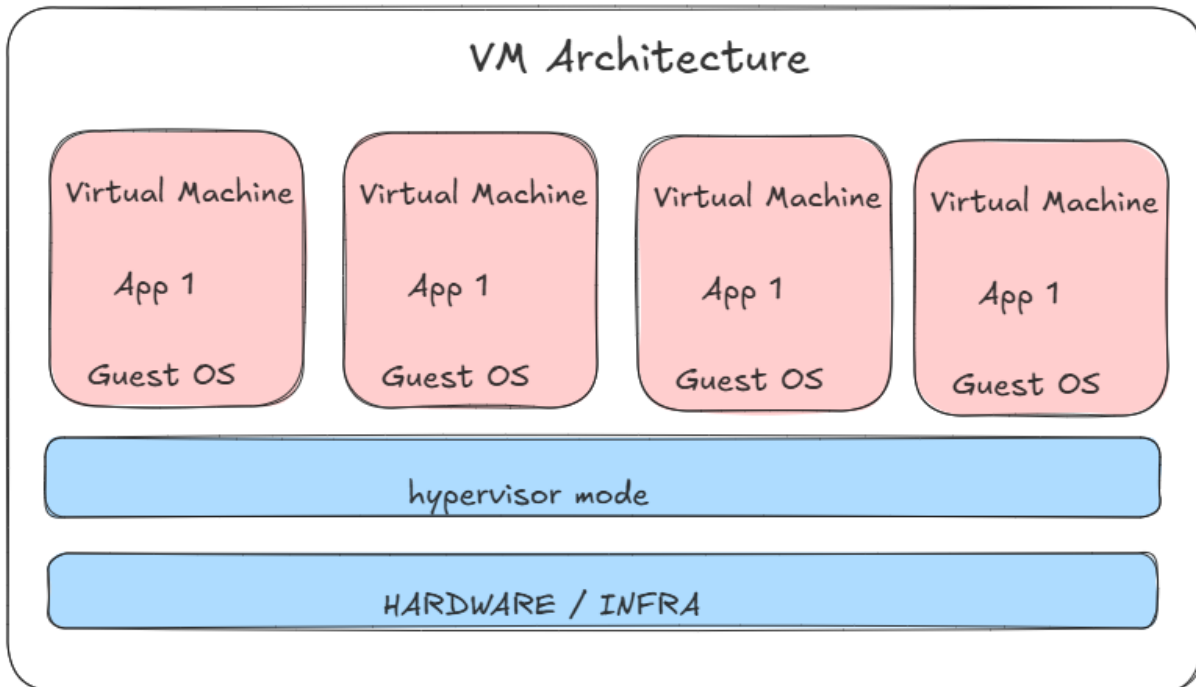 VM Architecture
Virtual Machine
App 1
Guest OS
Virtual Machine
App 1
Guest OS
Virtual Machine
App 1
Guest OS
Virtual Machine
App 1
Guest OS
hypervisor mode
HARDWARE / INFRA